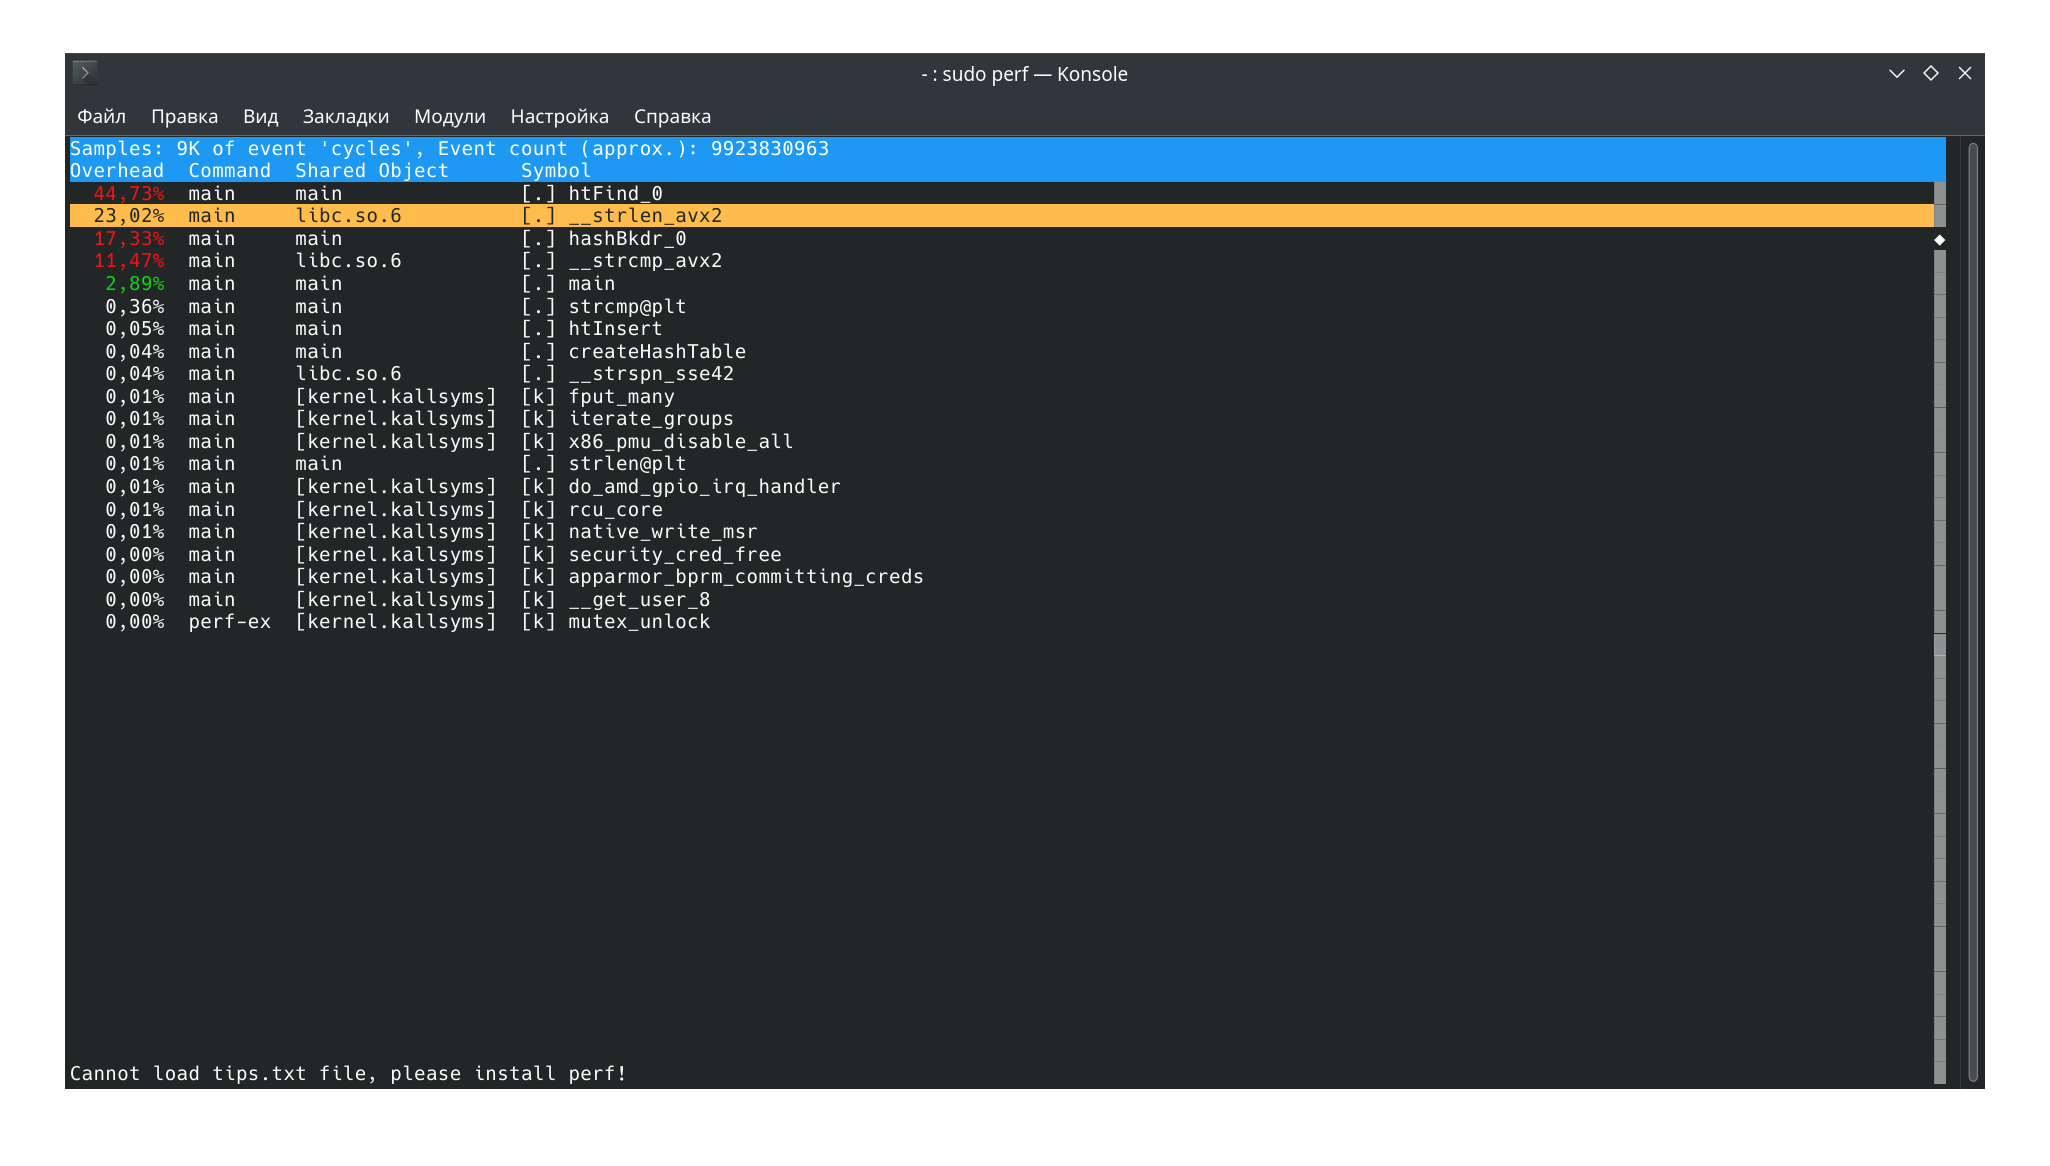 - : sudo perf — Konsole
Файл Правка Вид Закладки Модули Настройка Справка
Samples: 9K of event 'cycles', Event count (approx.): 9923830963
Overhead  Command  Shared Object      Symbol
44,73%  main     main               [.] htFind_0
23,02%  main     libc.so.6          [.] __strlen_avx2
17,33%  main     main               [.] hashBkdr_0
11,47%  main     libc.so.6          [.] __strcmp_avx2
2,89%  main     main               [.] main
0,36%  main     main               [.] strcmp@plt
0,05%  main     main               [.] htInsert
0,04%  main     main               [.] createHashTable
0,04%  main     libc.so.6          [.] __strspn_sse42
0,01%  main     [kernel.kallsyms]  [k] fput_many
0,01%  main     [kernel.kallsyms]  [k] iterate_groups
0,01%  main     [kernel.kallsyms]  [k] x86_pmu_disable_all
0,01%  main     main               [.] strlen@plt
0,01%  main     [kernel.kallsyms]  [k] do_amd_gpio_irq_handler
0,01%  main     [kernel.kallsyms]  [k] rcu_core
0,01%  main     [kernel.kallsyms]  [k] native_write_msr
0,00%  main     [kernel.kallsyms]  [k] security_cred_free
0,00%  main     [kernel.kallsyms]  [k] apparmor_bprm_committing_creds
0,00%  main     [kernel.kallsyms]  [k] __get_user_8
0,00%  perf-ex  [kernel.kallsyms]  [k] mutex_unlock
Cannot load tips.txt file, please install perf!